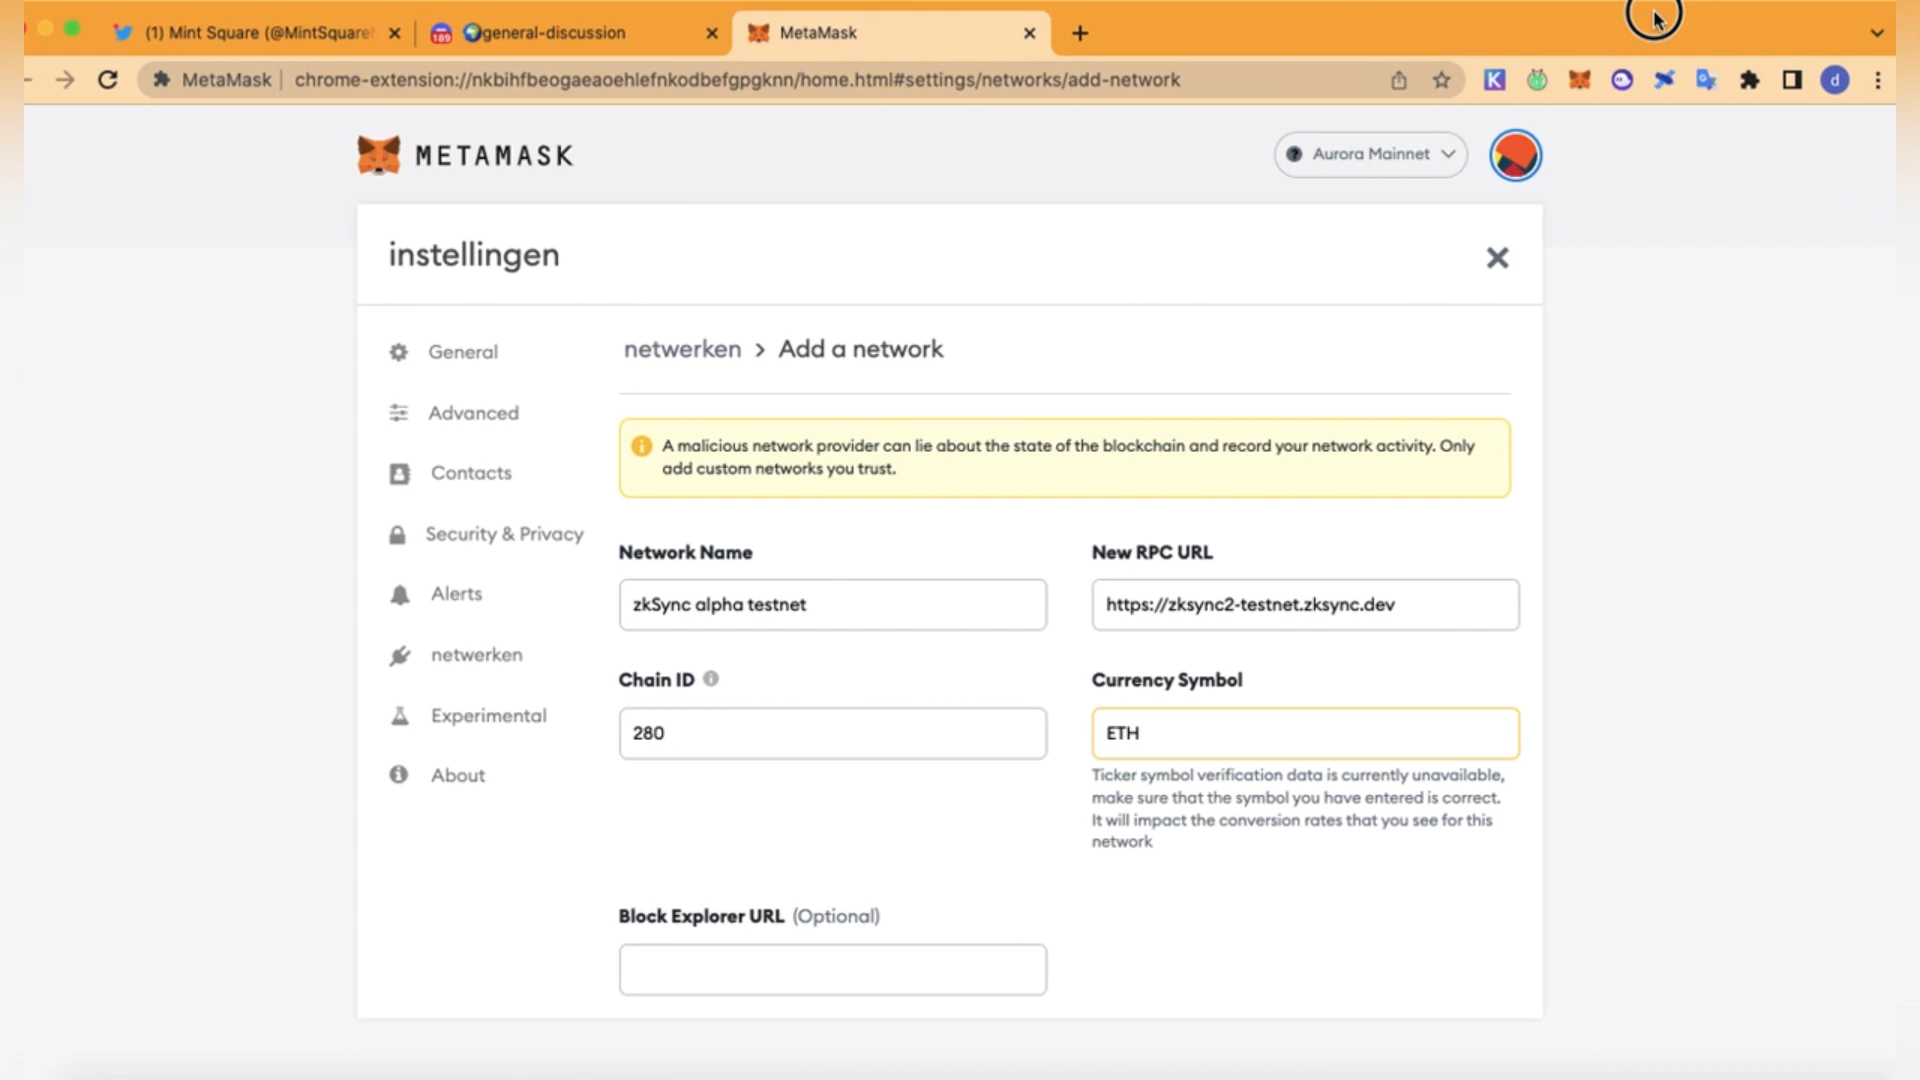 (1) Mint Square (@MintSquare
189
general-discussion
MetaMask
MetaMask
chrome-extension://nkbihfbeogaeaoehlefnkodbefgpgknn/home.html#settings/networks/add-network
K
d
METAMASK
Aurora Mainnet
instellingen
General
Advanced
Contacts
Security & Privacy
Alerts
netwerken
Experimental
About
netwerken > Add a network
A malicious network provider can lie about the state of the blockchain and record your network activity. Only
add custom networks you trust.
Network Name
zkSync alpha testnet
New RPC URL
https://zksync2-testnet.zksync.dev
Chain ID
280
Currency Symbol
ETH
Ticker symbol verification data is currently unavailable,
make sure that the symbol you have entered is correct.
It will impact the conversion rates that you see for this
network
Block Explorer URL (Optional)